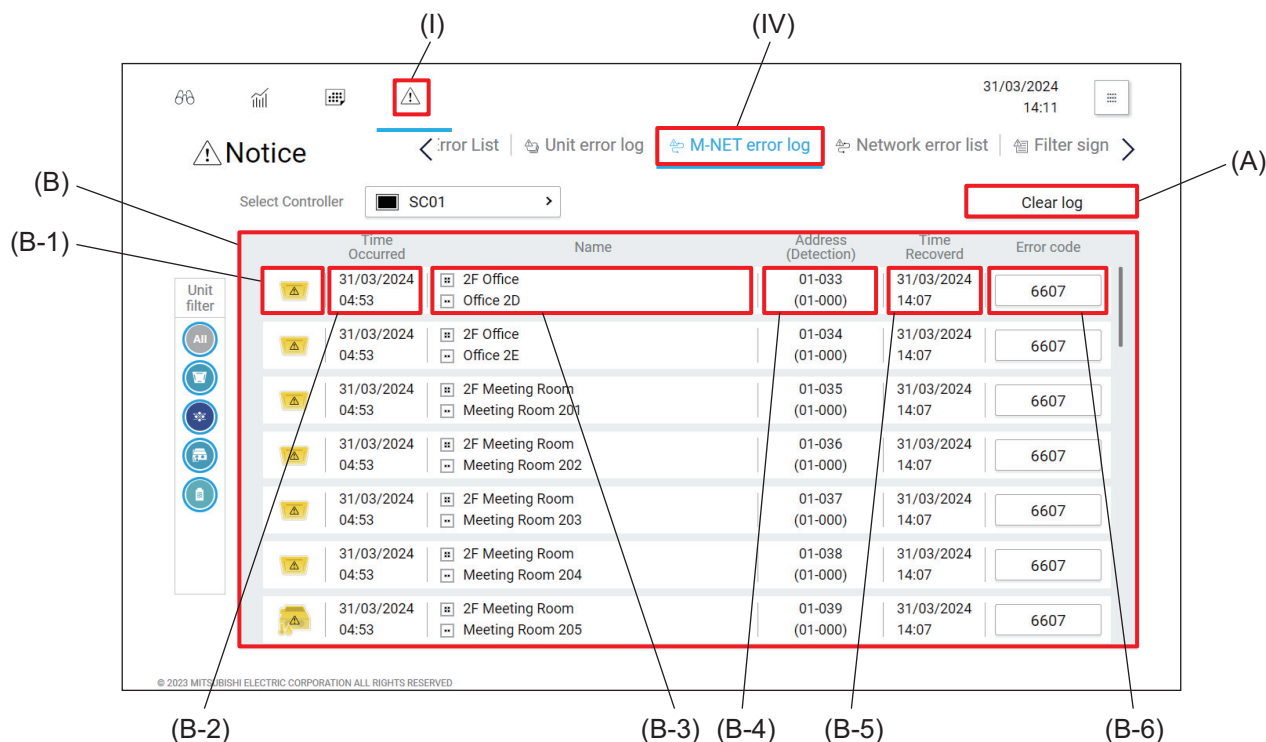 (I)
(IV)
31/03/2024
14:11
Notice
rror List
Unit error log
M-NET error log
Network error list
Filter sign
(A)
(B)
Select Controller
SC01
Clear log
(B-1)
Time Occurred
Name
Address (Detection)
Time Recoverd
Error code
Unit filter
All
31/03/2024
04:53
2F Office
Office 2D
01-033
(01-000)
31/03/2024
14:07
6607
31/03/2024
04:53
2F Office
Office 2E
01-034
(01-000)
31/03/2024
14:07
6607
31/03/2024
04:53
2F Meeting Room
Meeting Room 201
01-035
(01-000)
31/03/2024
14:07
6607
31/03/2024
04:53
2F Meeting Room
Meeting Room 202
01-036
(01-000)
31/03/2024
14:07
6607
31/03/2024
04:53
2F Meeting Room
Meeting Room 203
01-037
(01-000)
31/03/2024
14:07
6607
31/03/2024
04:53
2F Meeting Room
Meeting Room 204
01-038
(01-000)
31/03/2024
14:07
6607
31/03/2024
04:53
2F Meeting Room
Meeting Room 205
01-039
(01-000)
31/03/2024
14:07
6607
© 2023 MITSUBISHI ELECTRIC CORPORATION ALL RIGHTS RESERVED
(B-2)
(B-3)
(B-4)
(B-5)
(B-6)